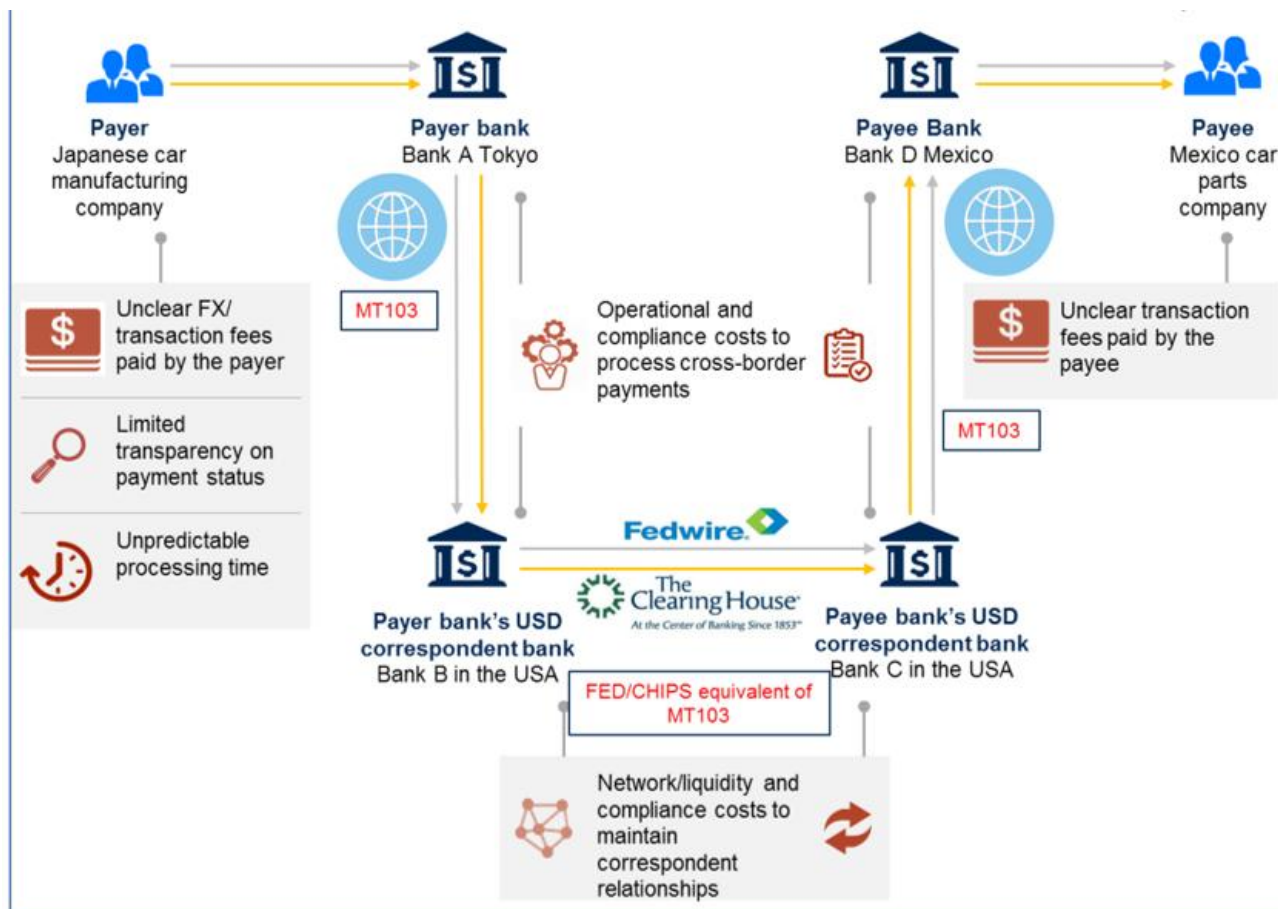 Payer
Japanese car
manufacturing
company
Payer bank
Bank A Tokyo
Payee Bank
Bank D Mexico
Payee
Mexico car
parts
company
MT103
Unclear FX/
transaction fees
paid by the payer
Limited
transparency on
payment status
Unpredictable
processing time
Operational and
compliance costs to
process cross-border
payments
Unclear transaction
fees paid by the
payee
MT103
Fedwire®
The
Clearing House®
At the Center of Banking Since 1853℠
Payer bank's USD
correspondent bank
Bank B in the USA
Payee bank's USD
correspondent bank
Bank C in the USA
FED/CHIPS equivalent of
MT103
Network/liquidity and
compliance costs to
maintain
correspondent
relationships